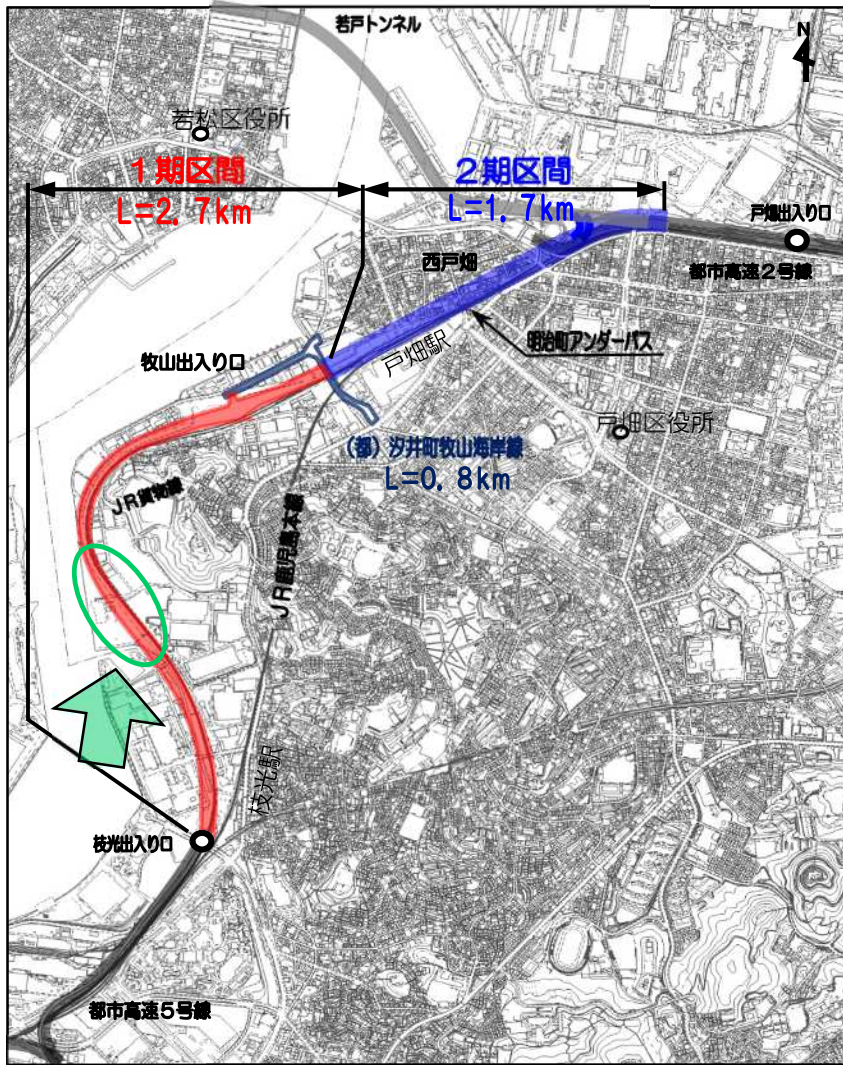 若戸トンネル
N
若松区役所
1期区間
L=2.7km
2期区間
L=1.7km
戸畑出入り口
都市高速2号線
西戸畑
明治町アンダーパス
戸畑駅
牧山出入り口
戸畑区役所
(都)汐井町牧山海岸線
L=0.8km
JR貨物線
JR鹿児島本線
枝光駅
枝光出入り口
都市高速5号線